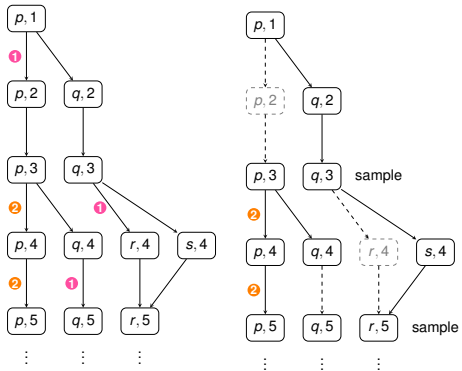 p, 1
1
p, 2
q, 2
p, 3
q, 3
2
1
p, 4
q, 4
r, 4
s, 4
2
1
p, 5
q, 5
r, 5
⋮
⋮
⋮
p, 1
p, 2
q, 2
p, 3
q, 3
sample
2
p, 4
q, 4
r, 4
s, 4
2
p, 5
q, 5
r, 5
sample
⋮
⋮
⋮